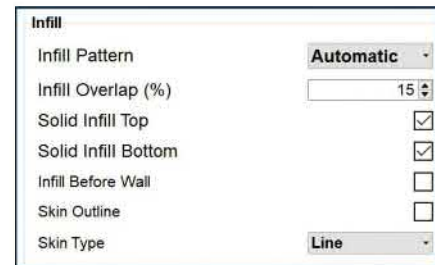 Infill
Infill Pattern Automatic
Infill Overlap (%) 15
Solid Infill Top
Solid Infill Bottom
Infill Before Wall
Skin Outline
Skin Type Line